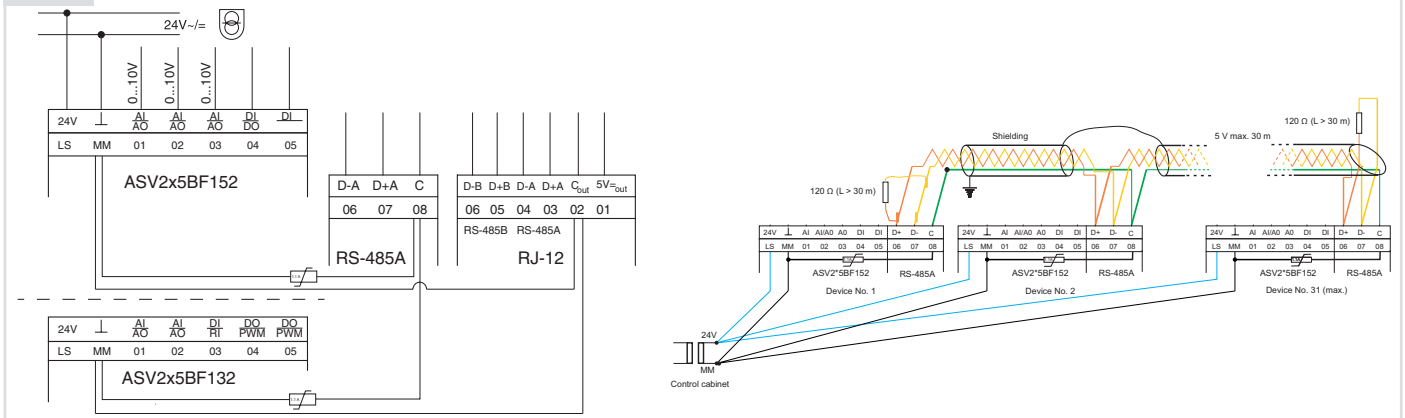 24V~/=
0...10V 0...10V 0...10V
24V ⊥ AI/AO AI/AO AI/AO DI/DO DI
LS MM 01 02 03 04 05
ASV2x5BF152
D-A D+A C
06 07 08
RS-485A
D-B D+B D-A D+A Cout 5V=out
06 05 04 03 02 01
RS-485B RS-485A
RJ-12
24V ⊥ AI/AO AI/AO DI/RI DO/PWM DO/PWM
LS MM 01 02 03 04 05
ASV2x5BF132
120 Ω (L > 30 m)
Shielding
5 V max. 30 m
120 Ω (L > 30 m)
24V ⊥ AI AI/A0 A0 DI DI D+ D- C
LS MM 01 02 03 04 05 06 07 08
ASV2*5BF152 RS-485A
Device No. 1
24V ⊥ AI AI/A0 A0 DI DI D+ D- C
LS MM 01 02 03 04 05 06 07 08
ASV2*5BF152 RS-485A
Device No. 2
24V ⊥ AI AI/A0 A0 DI DI D+ D- C
LS MM 01 02 03 04 05 06 07 08
ASV2*5BF152 RS-485A
Device No. 31 (max.)
24V
MM
Control cabinet